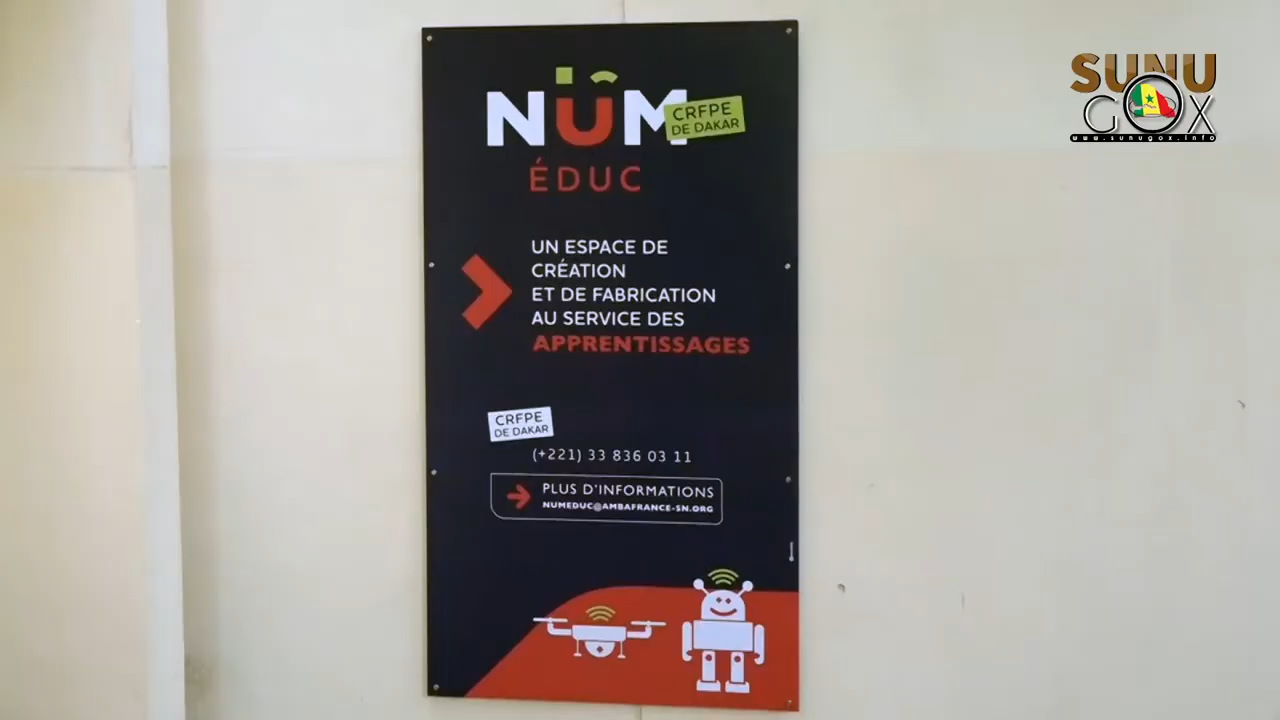 SUNU
GOX
www.sunugox.info
NUM
CRFPE
DE DAKAR
ÉDUC
UN ESPACE DE
CRÉATION
ET DE FABRICATION
AU SERVICE DES
APPRENTISSAGES
CRFPE
DE DAKAR
(+221) 33 836 03 11
PLUS D'INFORMATIONS
NUMEDUC@AMBAFRANCE-SN.ORG